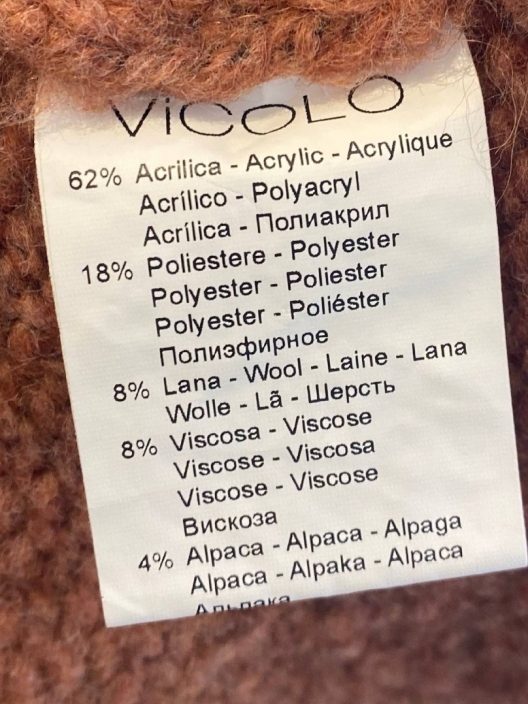 ViCOLO
62% Acrilica - Acrylic - Acrylique
Acrílico - Polyacryl
Acrílica - Полиакрил
18% Poliestere - Polyester
Polyester - Poliester
Polyester - Poliéster
Полиэфирное
8% Lana - Wool - Laine - Lana
Wolle - Lã - Шерсть
8% Viscosa - Viscose
Viscose - Viscosa
Viscose - Viscose
Вискоза
4% Alpaca - Alpaca - Alpaga
Alpaca - Alpaka - Alpaca
Альпака